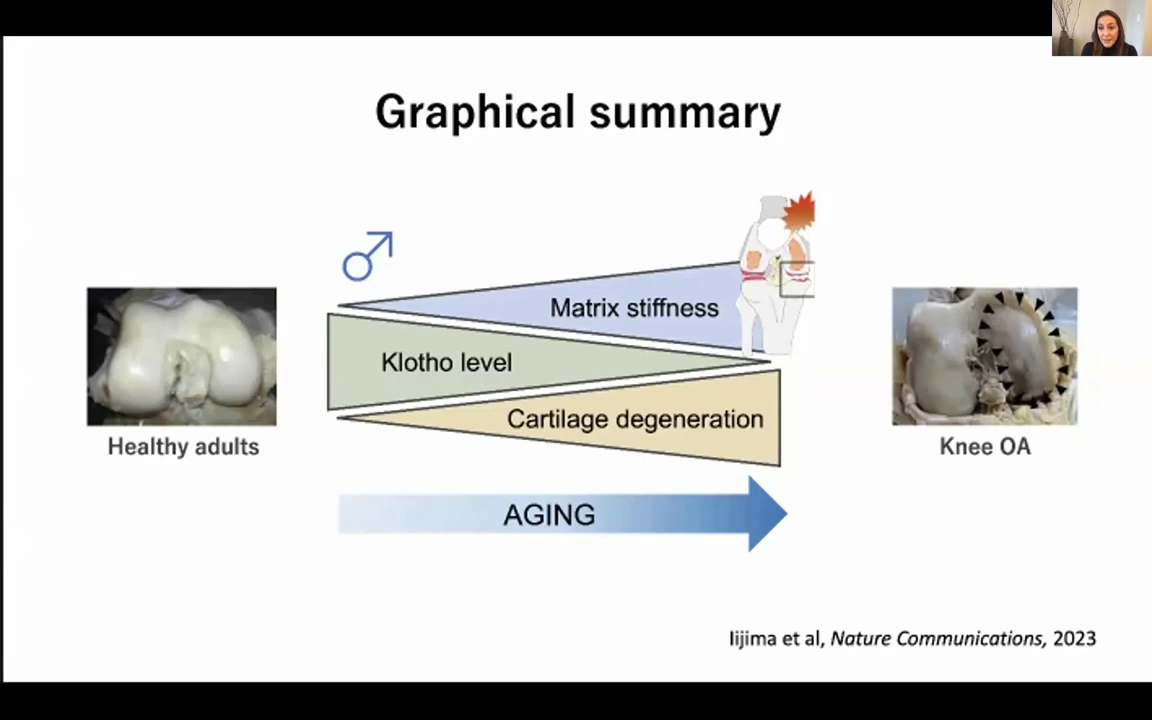 Graphical summary
Matrix stiffness
Klotho level
Cartilage degeneration
Healthy adults
Knee OA
AGING
Iijima et al, Nature Communications, 2023